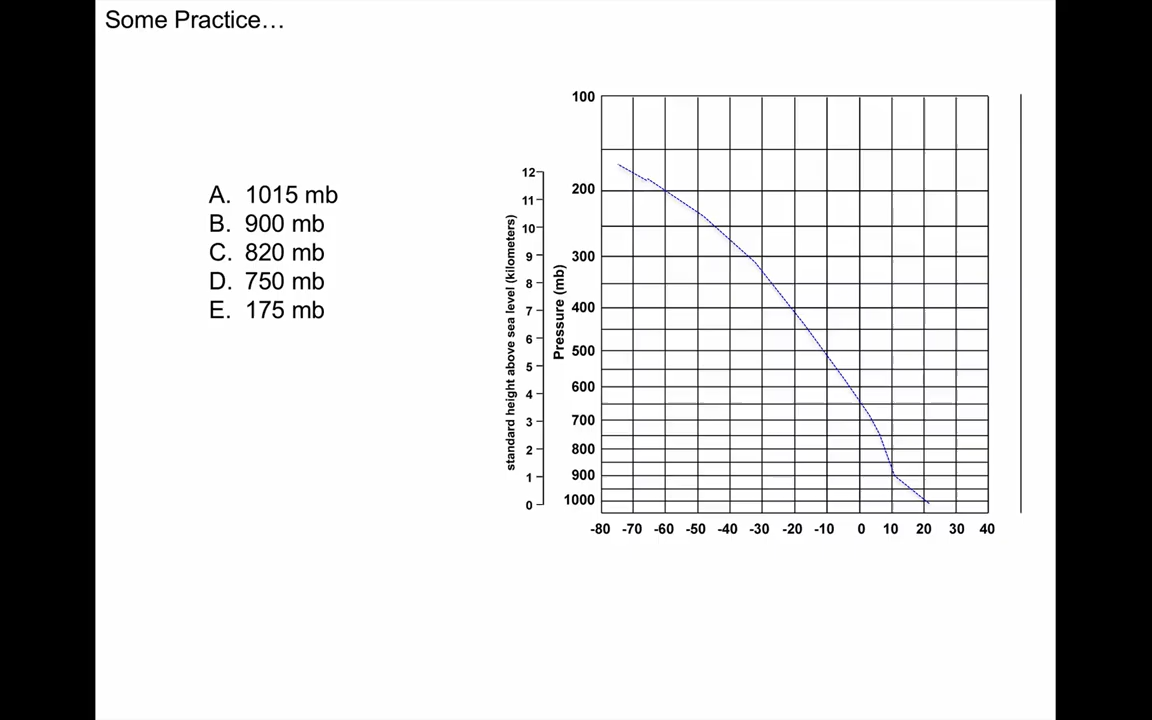 Some Practice…
A. 1015 mb
B. 900 mb
C. 820 mb
D. 750 mb
E. 175 mb
standard height above sea level (kilometers)
12
11
10
9
8
7
6
5
4
3
2
1
0
Pressure (mb)
100
200
300
400
500
600
700
800
900
1000
-80 -70 -60 -50 -40 -30 -20 -10 0 10 20 30 40